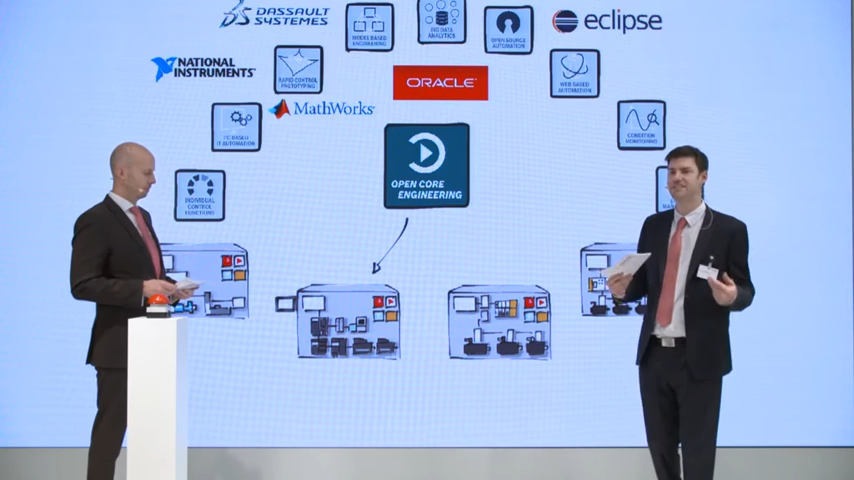 DASSAULT
SYSTEMES
MODEL BASED
ENGINEERING
BIG DATA
ANALYTICS
OPEN SOURCE
AUTOMATION
eclipse
NATIONAL
INSTRUMENTS
RAPID CONTROL
PROTOTYPING
ORACLE
WEB BASED
AUTOMATION
MathWorks
PC-BASED
IT AUTOMATION
CONDITION
MONITORING
OPEN CORE
ENGINEERING
INDIVIDUAL
CONTROL
FUNCTIONS